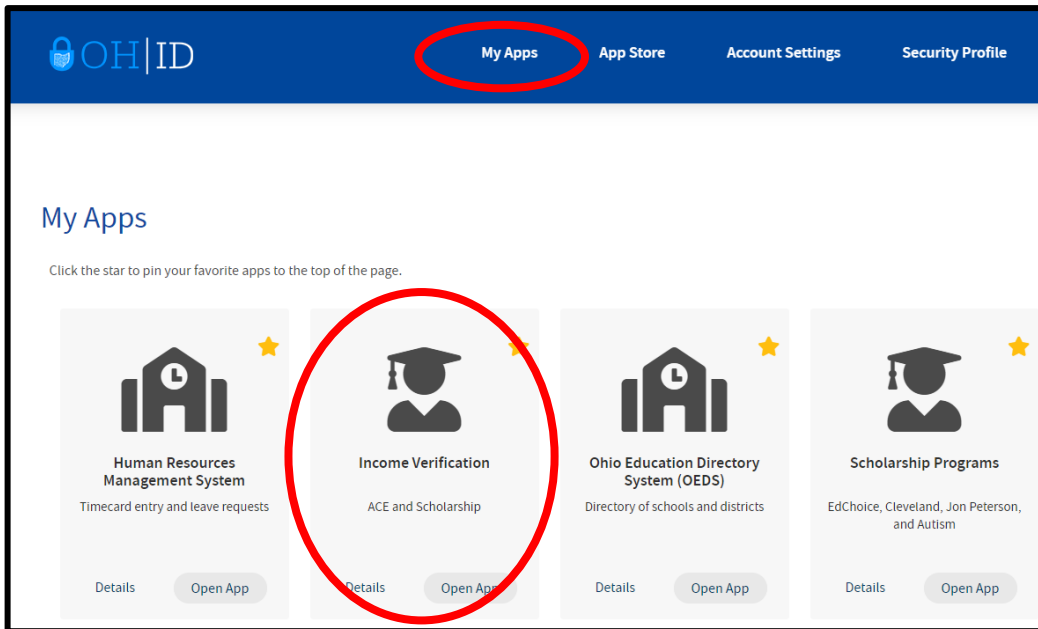 OH|ID
My Apps App Store Account Settings Security Profile
My Apps
Click the star to pin your favorite apps to the top of the page.
Human Resources
Management System
Timecard entry and leave requests
Details Open App
Income Verification
ACE and Scholarship
Details Open App
Ohio Education Directory
System (OEDS)
Directory of schools and districts
Details Open App
Scholarship Programs
EdChoice, Cleveland, Jon Peterson,
and Autism
Details Open App